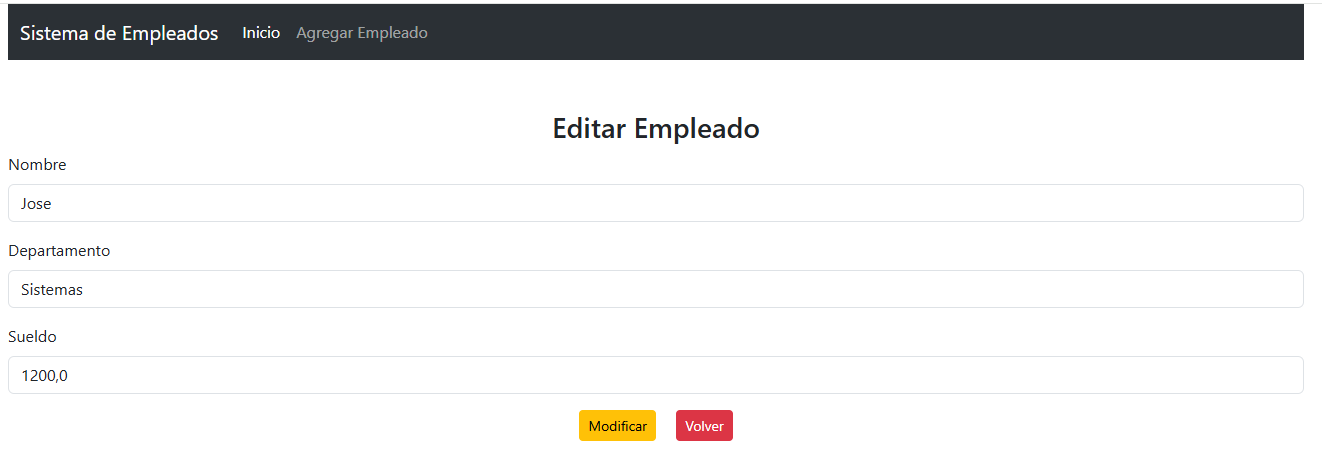 Sistema de Empleados Inicio Agregar Empleado
Editar Empleado
Nombre
Jose
Departamento
Sistemas
Sueldo
1200,0
Modificar Volver